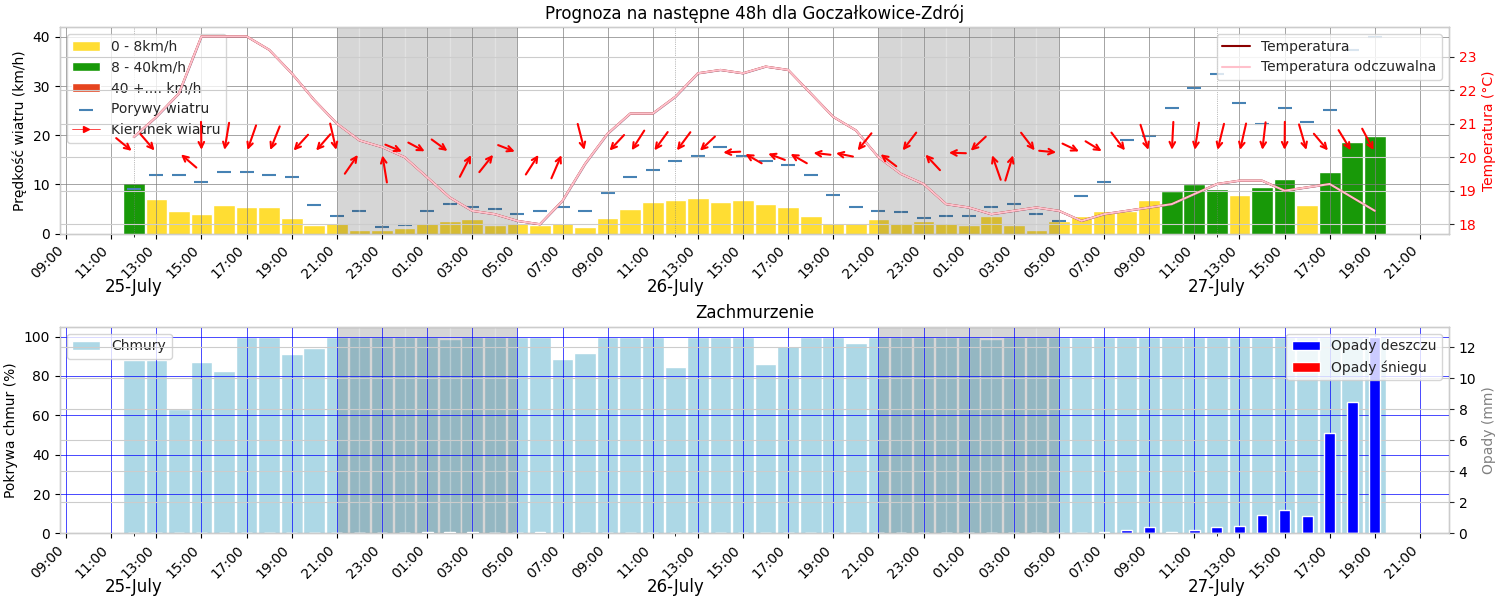 Prognoza na następne 48h dla Goczałkowice-Zdrój
Prędkość wiatru (km/h)
40
30
20
10
0
0 - 8km/h
8 - 40km/h
40 +.... km/h
Porywy wiatru
Kierunek wiatru
Temperatura
Temperatura odczuwalna
23
22
21
20
19
18
Temperatura (°C)
09:00 11:00 13:00 15:00 17:00 19:00 21:00 23:00 01:00 03:00 05:00 07:00 09:00 11:00 13:00 15:00 17:00 19:00 21:00 23:00 01:00 03:00 05:00 07:00 09:00 11:00 13:00 15:00 17:00 19:00 21:00
25-July 26-July 27-July
Zachmurzenie
Pokrywa chmur (%)
100
80
60
40
20
0
Chmury
Opady deszczu
Opady śniegu
12
10
8
6
4
2
0
Opady (mm)
09:00 11:00 13:00 15:00 17:00 19:00 21:00 23:00 01:00 03:00 05:00 07:00 09:00 11:00 13:00 15:00 17:00 19:00 21:00 23:00 01:00 03:00 05:00 07:00 09:00 11:00 13:00 15:00 17:00 19:00 21:00
25-July 26-July 27-July